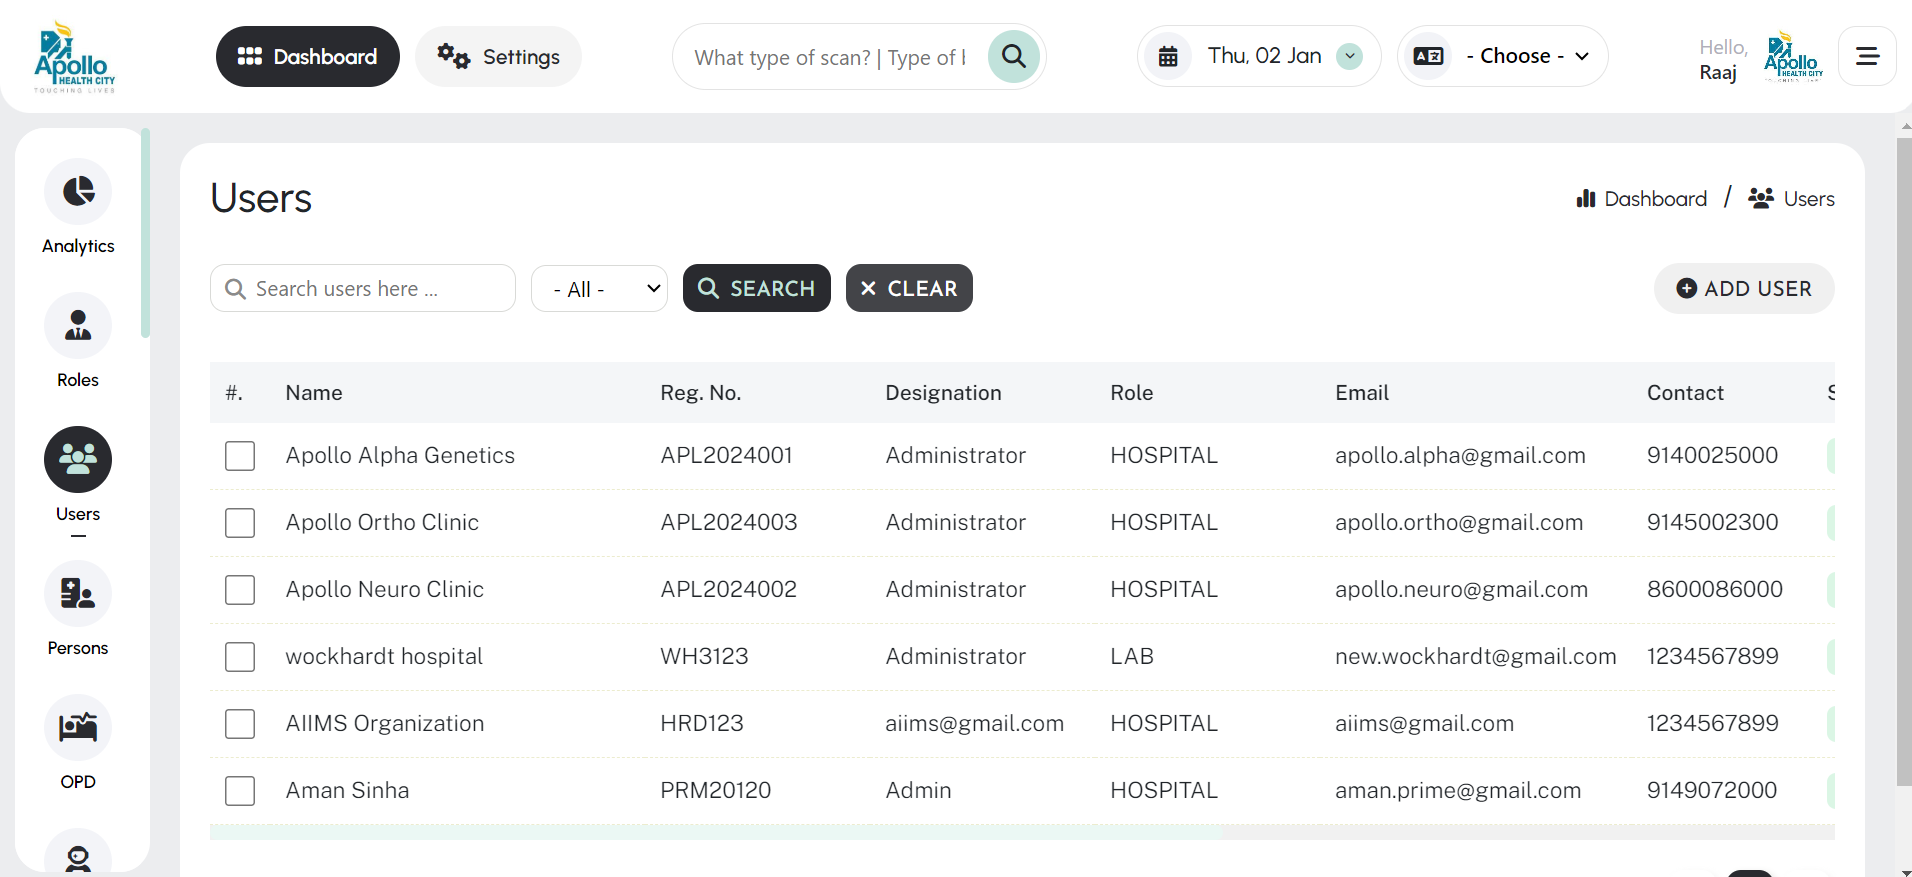 Apollo
HEALTH CITY
TOUCHING LIVES
Dashboard
Settings
What type of scan? | Type of
Thu, 02 Jan
- Choose -
Hello,
Raaj
Apollo
HEALTH CITY
Analytics
Roles
Users
Persons
OPD
Users
Dashboard / Users
Search users here ...
- All -
SEARCH
CLEAR
ADD USER
#. Name Reg. No. Designation Role Email Contact
Apollo Alpha Genetics APL2024001 Administrator HOSPITAL apollo.alpha@gmail.com 9140025000
Apollo Ortho Clinic APL2024003 Administrator HOSPITAL apollo.ortho@gmail.com 9145002300
Apollo Neuro Clinic APL2024002 Administrator HOSPITAL apollo.neuro@gmail.com 8600086000
wockhardt hospital WH3123 Administrator LAB new.wockhardt@gmail.com 1234567899
AIIMS Organization HRD123 aiims@gmail.com HOSPITAL aiims@gmail.com 1234567899
Aman Sinha PRM20120 Admin HOSPITAL aman.prime@gmail.com 9149072000